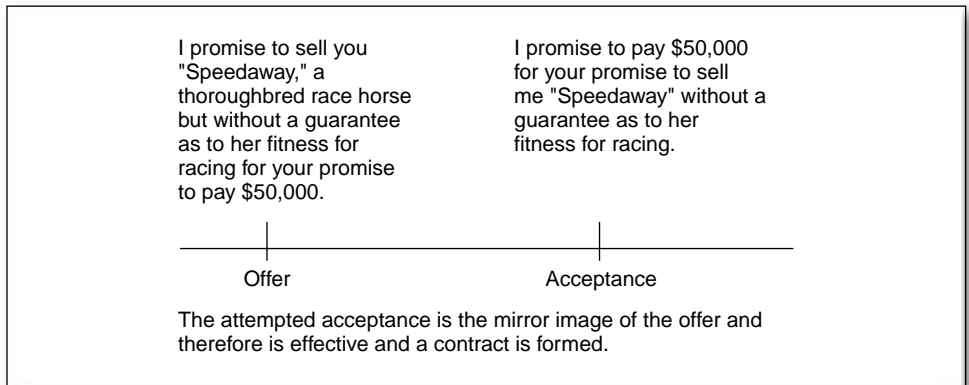 I promise to sell you
"Speedaway," a
thoroughbred race horse
but without a guarantee
as to her fitness for
racing for your promise
to pay $50,000.
I promise to pay $50,000
for your promise to sell
me "Speedaway" without a
guarantee as to her
fitness for racing.
Offer
Acceptance
The attempted acceptance is the mirror image of the offer and
therefore is effective and a contract is formed.